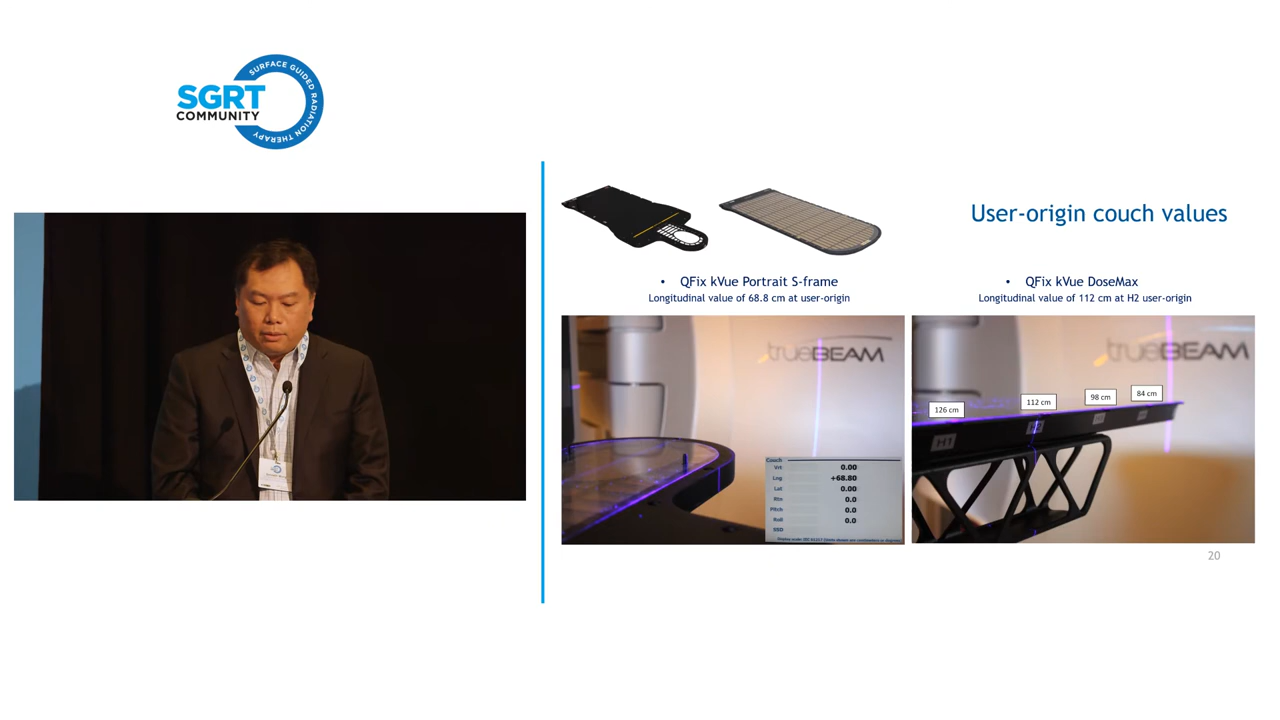 SURFACE GUIDED RADIATION THERAPY
SGRT
COMMUNITY
User-origin couch values
• QFix kVue Portrait S-frame
Longitudinal value of 68.8 cm at user-origin
• QFix kVue DoseMax
Longitudinal value of 112 cm at H2 user-origin
trueBEAM
Couch
Vrt 0.00
Lng +68.80
Lat 0.00
Rtn 0.0
Pitch 0.0
Roll 0.0
SSD
trueBEAM
126 cm
112 cm
98 cm
84 cm
H1
20